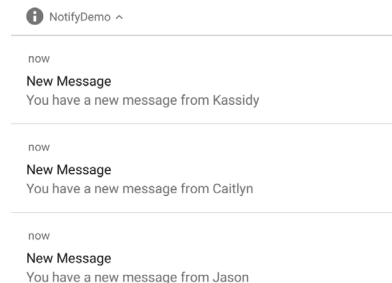 NotifyDemo
now
New Message
You have a new message from Kassidy
now
New Message
You have a new message from Caitlyn
now
New Message
You have a new message from Jason